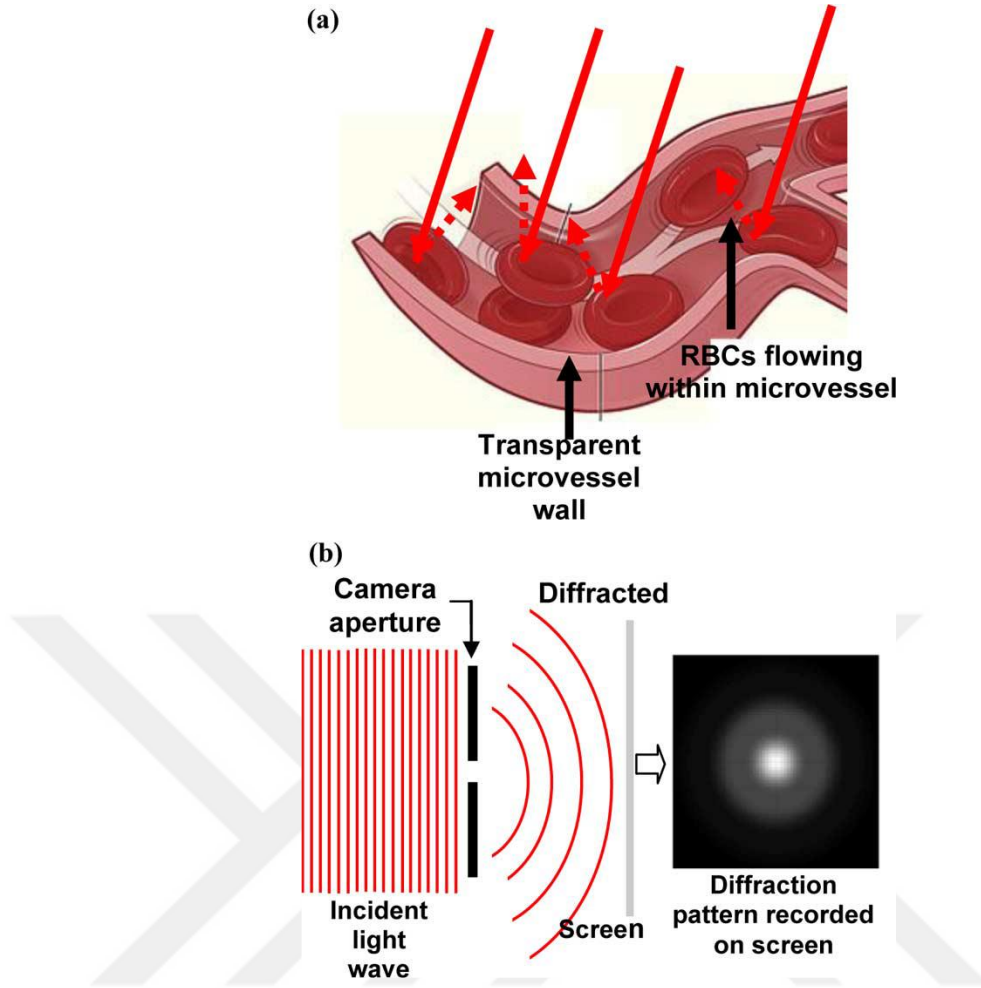 (a)
RBCs flowing
within microvessel
Transparent
microvessel
wall
(b)
Camera
aperture
Diffracted
Incident
light
wave
Screen
Diffraction
pattern recorded
on screen